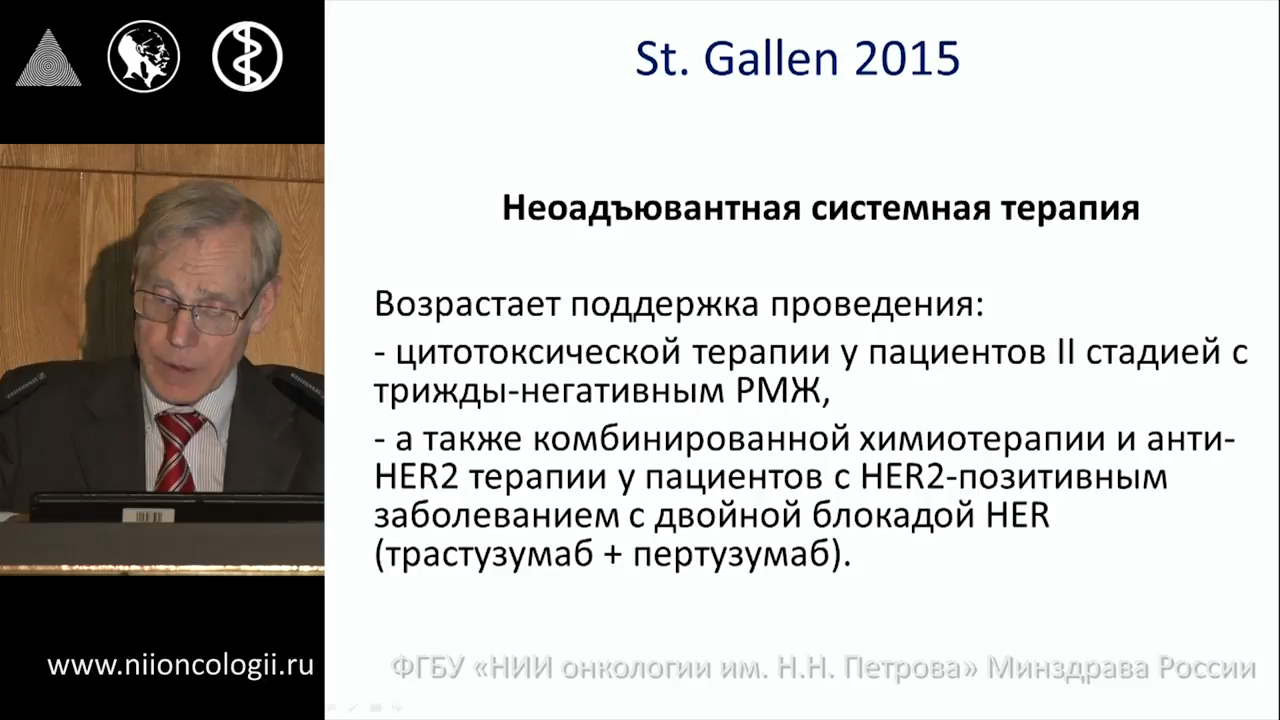 St. Gallen 2015
Неоадъювантная системная терапия
Возрастает поддержка проведения:
- цитотоксической терапии у пациентов II стадией с
трижды-негативным РМЖ,
- а также комбинированной химиотерапии и анти-
HER2 терапии у пациентов с HER2-позитивным
заболеванием с двойной блокадой HER
(трастузумаб + пертузумаб).
www.niioncologii.ru
ФГБУ «НИИ онкологии им. Н.Н. Петрова» Минздрава России